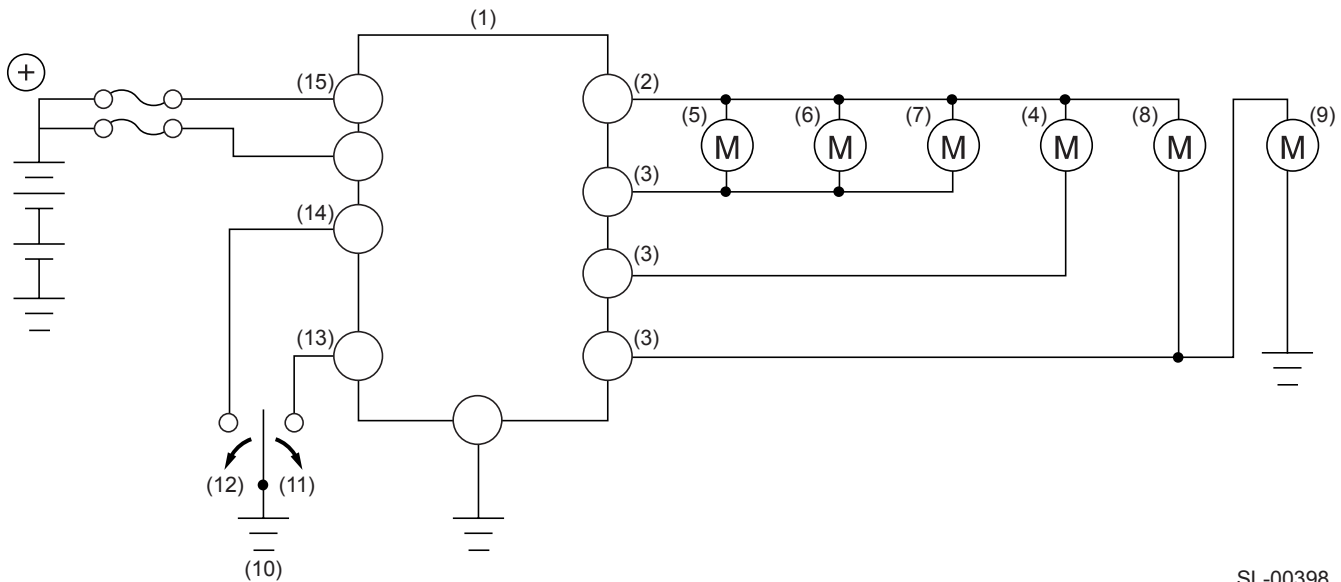 (1)
+
(15)
(2)
(5)
(6)
(7)
(4)
(8)
(9)
M
M
M
M
M
M
(3)
(14)
(3)
(13)
(3)
(12)
(11)
(10)
SL-00398